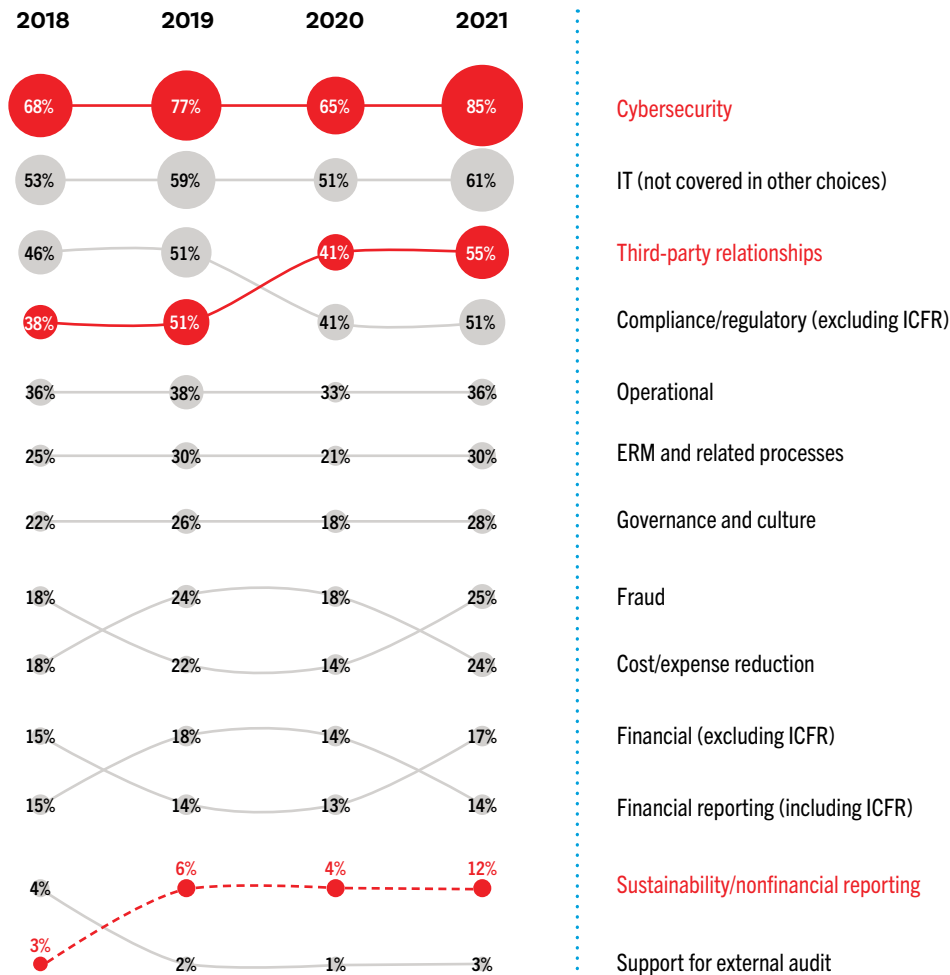 2018 2019 2020 2021
68% 77% 65% 85% Cybersecurity
53% 59% 51% 61% IT (not covered in other choices)
46% 51% 41% 55% Third-party relationships
38% 51% 41% 51% Compliance/regulatory (excluding ICFR)
36% 38% 33% 36% Operational
25% 30% 21% 30% ERM and related processes
22% 26% 18% 28% Governance and culture
18% 24% 18% 25% Fraud
18% 22% 14% 24% Cost/expense reduction
15% 18% 14% 17% Financial (excluding ICFR)
15% 14% 13% 14% Financial reporting (including ICFR)
4% 6% 4% 12% Sustainability/nonfinancial reporting
3% 2% 1% 3% Support for external audit